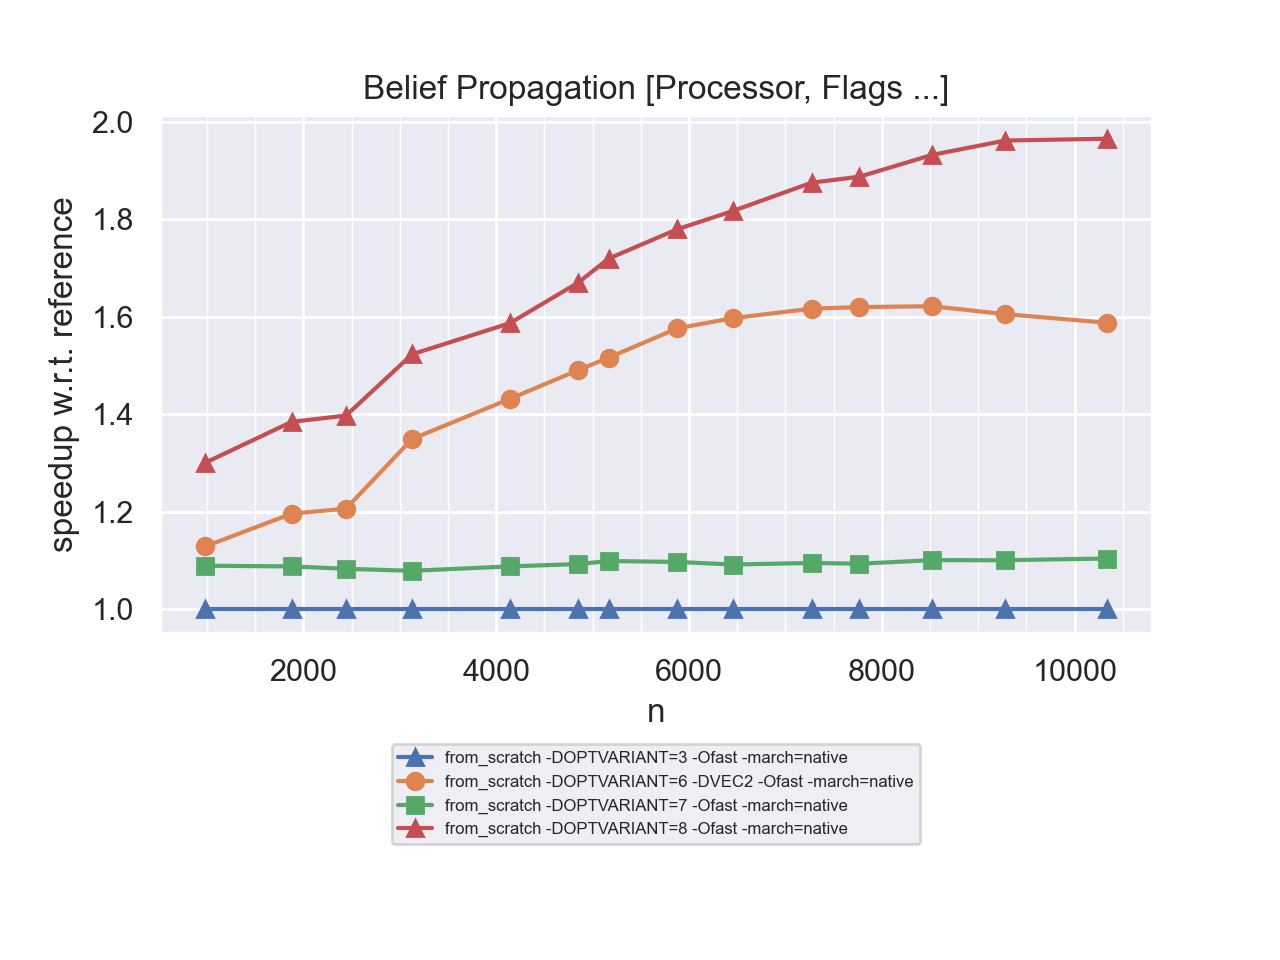 Belief Propagation [Processor, Flags ...]
speedup w.r.t. reference
2.0
1.8
1.6
1.4
1.2
1.0
2000 4000 6000 8000 10000
n
from_scratch -DOPTVARIANT=3 -Ofast -march=native
from_scratch -DOPTVARIANT=6 -DVEC2 -Ofast -march=native
from_scratch -DOPTVARIANT=7 -Ofast -march=native
from_scratch -DOPTVARIANT=8 -Ofast -march=native